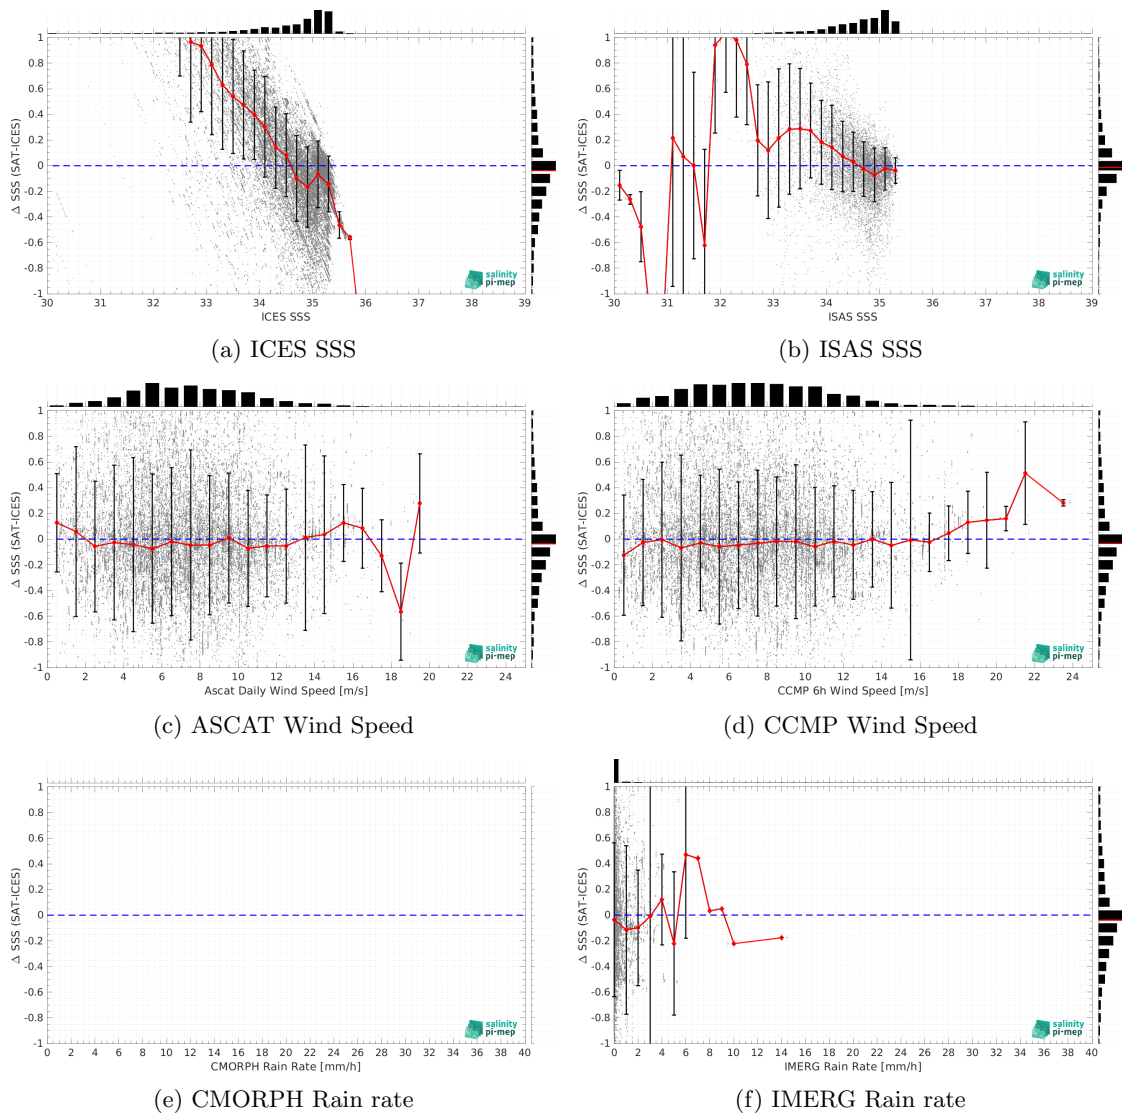 1
0.8
0.6
0.4
0.2
0
-0.2
-0.4
-0.6
-0.8
-1
Δ SSS (SAT-ICES)
30 31 32 33 34 35 36 37 38 39
ICES SSS
salinity
pi-mep
(a) ICES SSS
1
0.8
0.6
0.4
0.2
0
-0.2
-0.4
-0.6
-0.8
-1
Δ SSS (SAT-ICES)
30 31 32 33 34 35 36 37 38 39
ISAS SSS
salinity
pi-mep
(b) ISAS SSS
1
0.8
0.6
0.4
0.2
0
-0.2
-0.4
-0.6
-0.8
-1
Δ SSS (SAT-ICES)
0 2 4 6 8 10 12 14 16 18 20 22 24
Ascat Daily Wind Speed [m/s]
salinity
pi-mep
(c) ASCAT Wind Speed
1
0.8
0.6
0.4
0.2
0
-0.2
-0.4
-0.6
-0.8
-1
Δ SSS (SAT-ICES)
0 2 4 6 8 10 12 14 16 18 20 22 24
CCMP 6h Wind Speed [m/s]
salinity
pi-mep
(d) CCMP Wind Speed
1
0.8
0.6
0.4
0.2
0
-0.2
-0.4
-0.6
-0.8
-1
Δ SSS (SAT-ICES)
0 2 4 6 8 10 12 14 16 18 20 22 24 26 28 30 32 34 36 38 40
CMORPH Rain Rate [mm/h]
salinity
pi-mep
(e) CMORPH Rain rate
1
0.8
0.6
0.4
0.2
0
-0.2
-0.4
-0.6
-0.8
-1
Δ SSS (SAT-ICES)
0 2 4 6 8 10 12 14 16 18 20 22 24 26 28 30 32 34 36 38 40
IMERG Rain Rate [mm/h]
salinity
pi-mep
(f) IMERG Rain rate